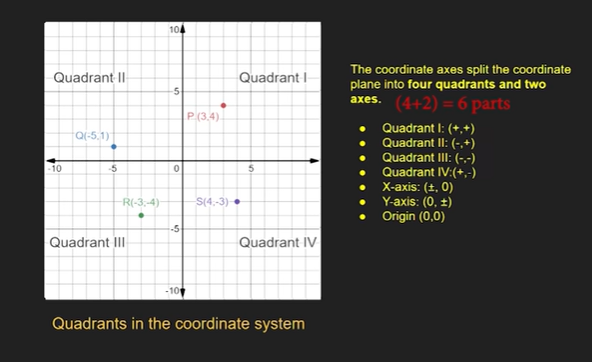 10
Quadrant II
Quadrant I
5
P (3,4)
Q(-5,1)
-10
-5
0
5
R(-3,-4)
S(4,-3)
-5
Quadrant III
Quadrant IV
-10
Quadrants in the coordinate system
The coordinate axes split the coordinate
plane into four quadrants and two
axes. (4+2) = 6 parts
• Quadrant I: (+,+)
• Quadrant II: (-,+)
• Quadrant III: (-,-)
• Quadrant IV:(+,-)
• X-axis: (±, 0)
• Y-axis: (0, ±)
• Origin (0,0)